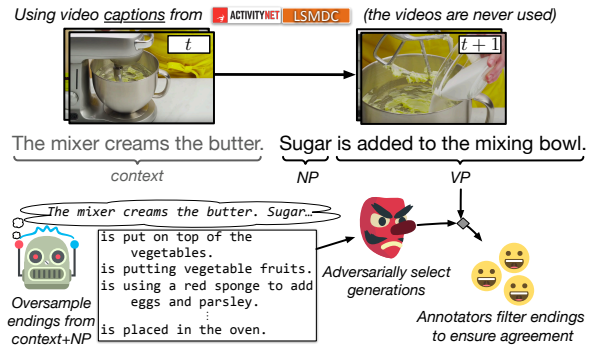 Using video captions from ACTIVITYNET LSMDC (the videos are never used)
t
t + 1
The mixer creams the butter. Sugar is added to the mixing bowl.
context
NP
VP
The mixer creams the butter. Sugar…
is put on top of the
vegetables.
is putting vegetable fruits.
is using a red sponge to add
eggs and parsley.
⋮
is placed in the oven.
Oversample
endings from
context+NP
Adversarially select
generations
Annotators filter endings
to ensure agreement